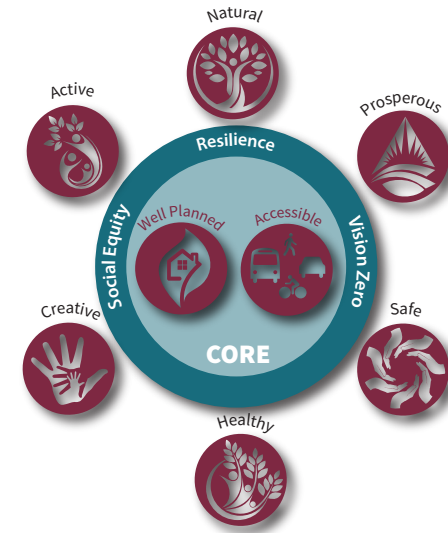 Natural
Active
Prosperous
Resilience
Social Equity
Vision Zero
Well Planned
Accessible
CORE
Creative
Safe
Healthy